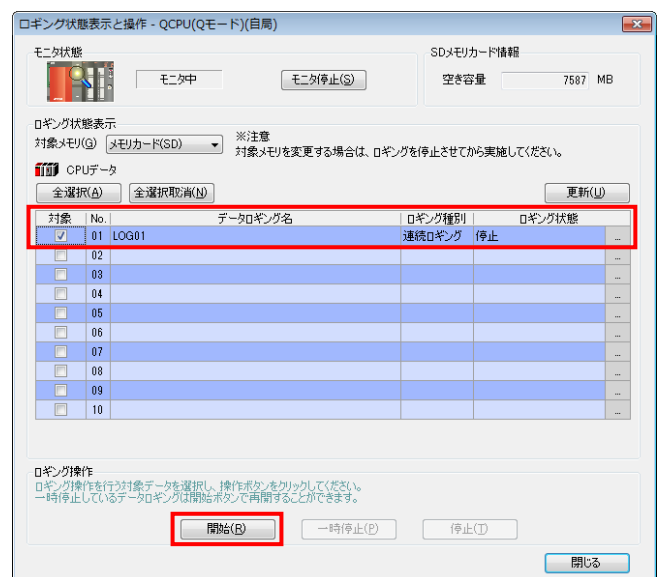 ロギング状態表示と操作 - QCPU(Qモード)(自局)
モニタ状態
モニタ中
モニタ停止(S)
SDメモリカード情報
空き容量 7587 MB
ロギング状態表示
対象メモリ(G) メモリカード(SD)
※注意
対象メモリを変更する場合は、ロギングを停止させてから実施してください。
CPUデータ
全選択(A) 全選択取消(N) 更新(U)
対象 No. データロギング名 ロギング種別 ロギング状態
01 LOG01 連続ロギング 停止 ...
02 ...
03 ...
04 ...
05 ...
06 ...
07 ...
08 ...
09 ...
10 ...
ロギング操作
ロギング操作を行う対象データを選択し、操作ボタンをクリックしてください。
一時停止しているデータロギングは開始ボタンで再開することができます。
開始(R) 一時停止(P) 停止(T)
閉じる